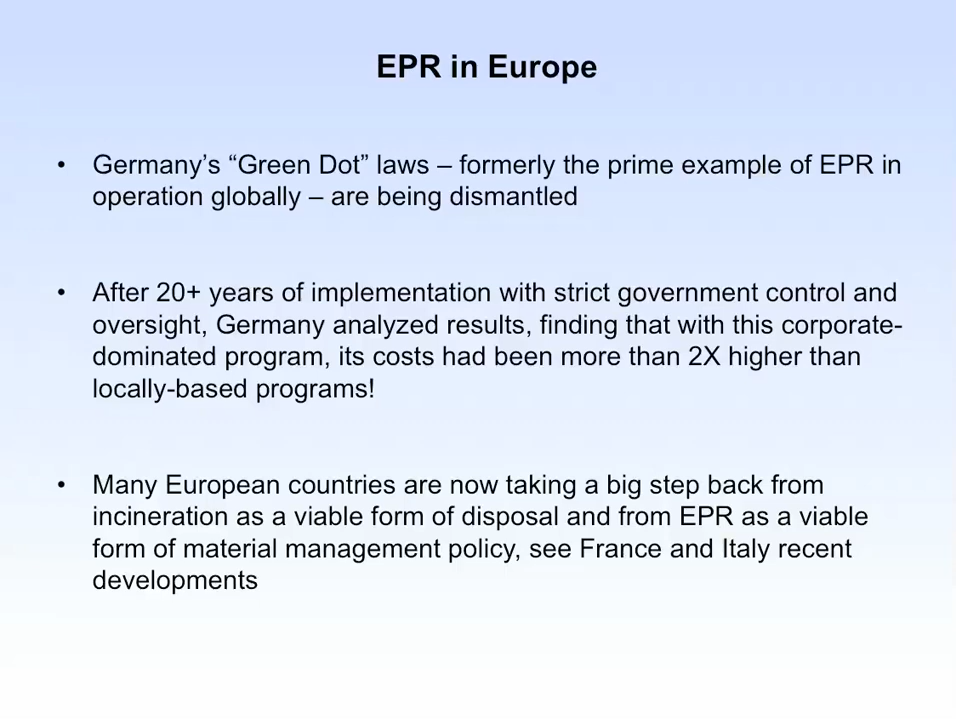 EPR in Europe
• Germany’s “Green Dot” laws – formerly the prime example of EPR in
operation globally – are being dismantled
• After 20+ years of implementation with strict government control and
oversight, Germany analyzed results, finding that with this corporate-
dominated program, its costs had been more than 2X higher than
locally-based programs!
• Many European countries are now taking a big step back from
incineration as a viable form of disposal and from EPR as a viable
form of material management policy, see France and Italy recent
developments